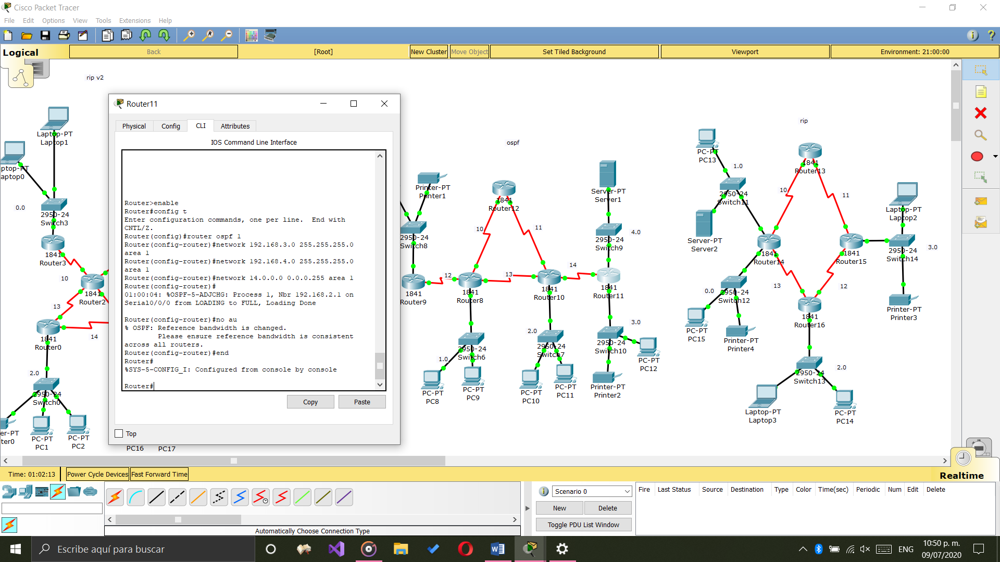 Cisco Packet Tracer
File Edit Options View Tools Extensions Help
Logical
Back
[Root]
New Cluster
Move Object
Set Tiled Background
Viewport
Environment: 21:00:00
rip v2
Laptop-PT
Laptop1
ptop-PT
aptop0
0.0
2950-24
Switch3
1841
Router3
10
1841
Router2
13
1841
Router0
14
2.0
2950-24
Switch0
er-PT
ter0
PC-PT
PC1
PC-PT
PC2
PC16
PC17
Router11
Physical
Config
CLI
Attributes
IOS Command Line Interface
Router>enable
Router#config t
Enter configuration commands, one per line.  End with
CNTL/Z.
Router(config)#router ospf 1
Router(config-router)#network 192.168.3.0 255.255.255.0
area 1
Router(config-router)#network 192.168.4.0 255.255.255.0
area 1
Router(config-router)#network 14.0.0.0 0.0.0.255 area 1
Router(config-router)#
01:00:04: %OSPF-5-ADJCHG: Process 1, Nbr 192.168.2.1 on
Serial0/0/0 from LOADING to FULL, Loading Done
Router(config-router)#no au
% OSPF: Reference bandwidth is changed.
Please ensure reference bandwidth is consistent
across all routers.
Router(config-router)#end
Router#
%SYS-5-CONFIG_I: Configured from console by console
Router#
Copy
Paste
Top
ospf
Printer-PT
Printer1
2950-24
Switch8
1841
Router9
12
1841
Router12
10
11
1841
Router8
13
1841
Router10
14
Server-PT
Server1
2950-24
Switch9
4.0
1841
Router11
3.0
2950-24
Switch10
PC-PT
PC12
Printer-PT
Printer2
1.0
2950-24
Switch6
PC-PT
PC8
PC-PT
PC9
2.0
2950-24
Switch7
PC-PT
PC10
PC-PT
PC11
rip
PC-PT
PC13
1.0
2950-24
Switch11
1841
Router13
10
11
Server-PT
Server2
1841
Router14
1841
Router15
Laptop-PT
Laptop2
2950-24
Switch14
3.0
Printer-PT
Printer3
13
12
0.0
2950-24
Switch12
PC-PT
PC15
Printer-PT
Printer4
1841
Router16
2950-24
Switch13
2.0
Laptop-PT
Laptop3
PC-PT
PC14
Time: 01:02:13
Power Cycle Devices
Fast Forward Time
Realtime
Automatically Choose Connection Type
Scenario 0
New
Delete
Toggle PDU List Window
Fire Last Status Source Destination Type Color Time(sec) Periodic Num Edit Delete
Escribe aquí para buscar
ENG
10:50 p. m.
09/07/2020